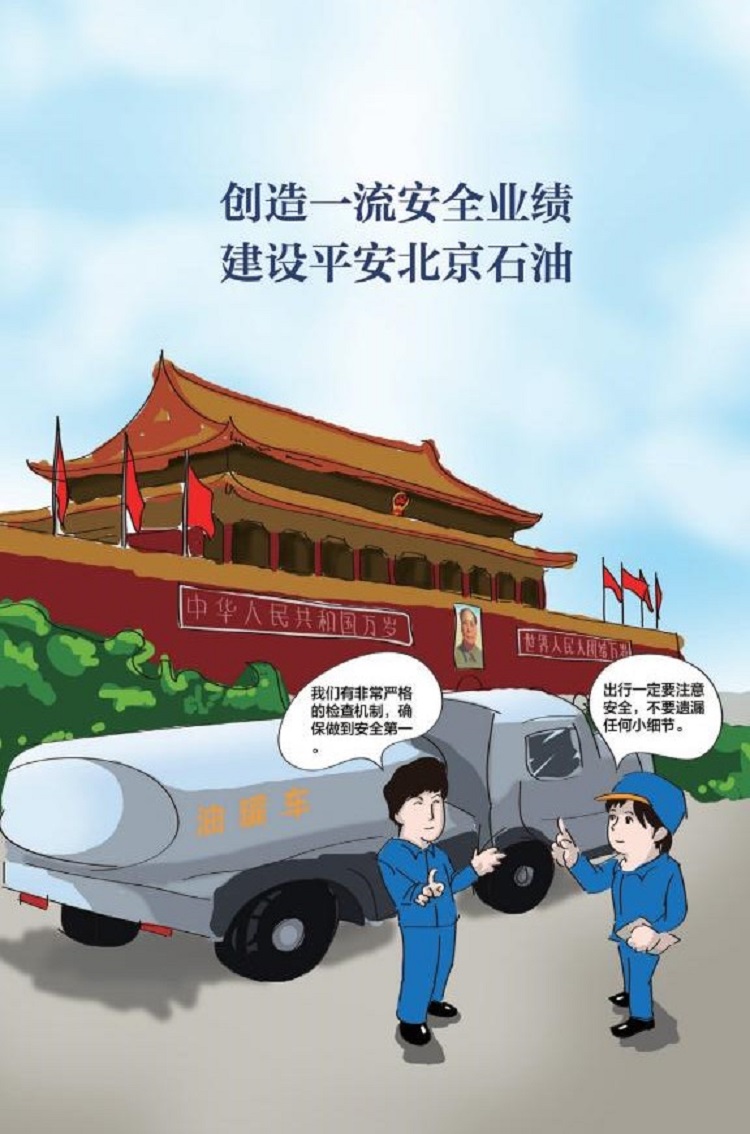 创造一流安全业绩
建设平安北京石油
中华人民共和国万岁
世界人民大团结万岁
我们有非常严格
的检查机制，确
保做到安全第一
。
出行一定要注意
安全，不要遗漏
任何小细节。
油罐车